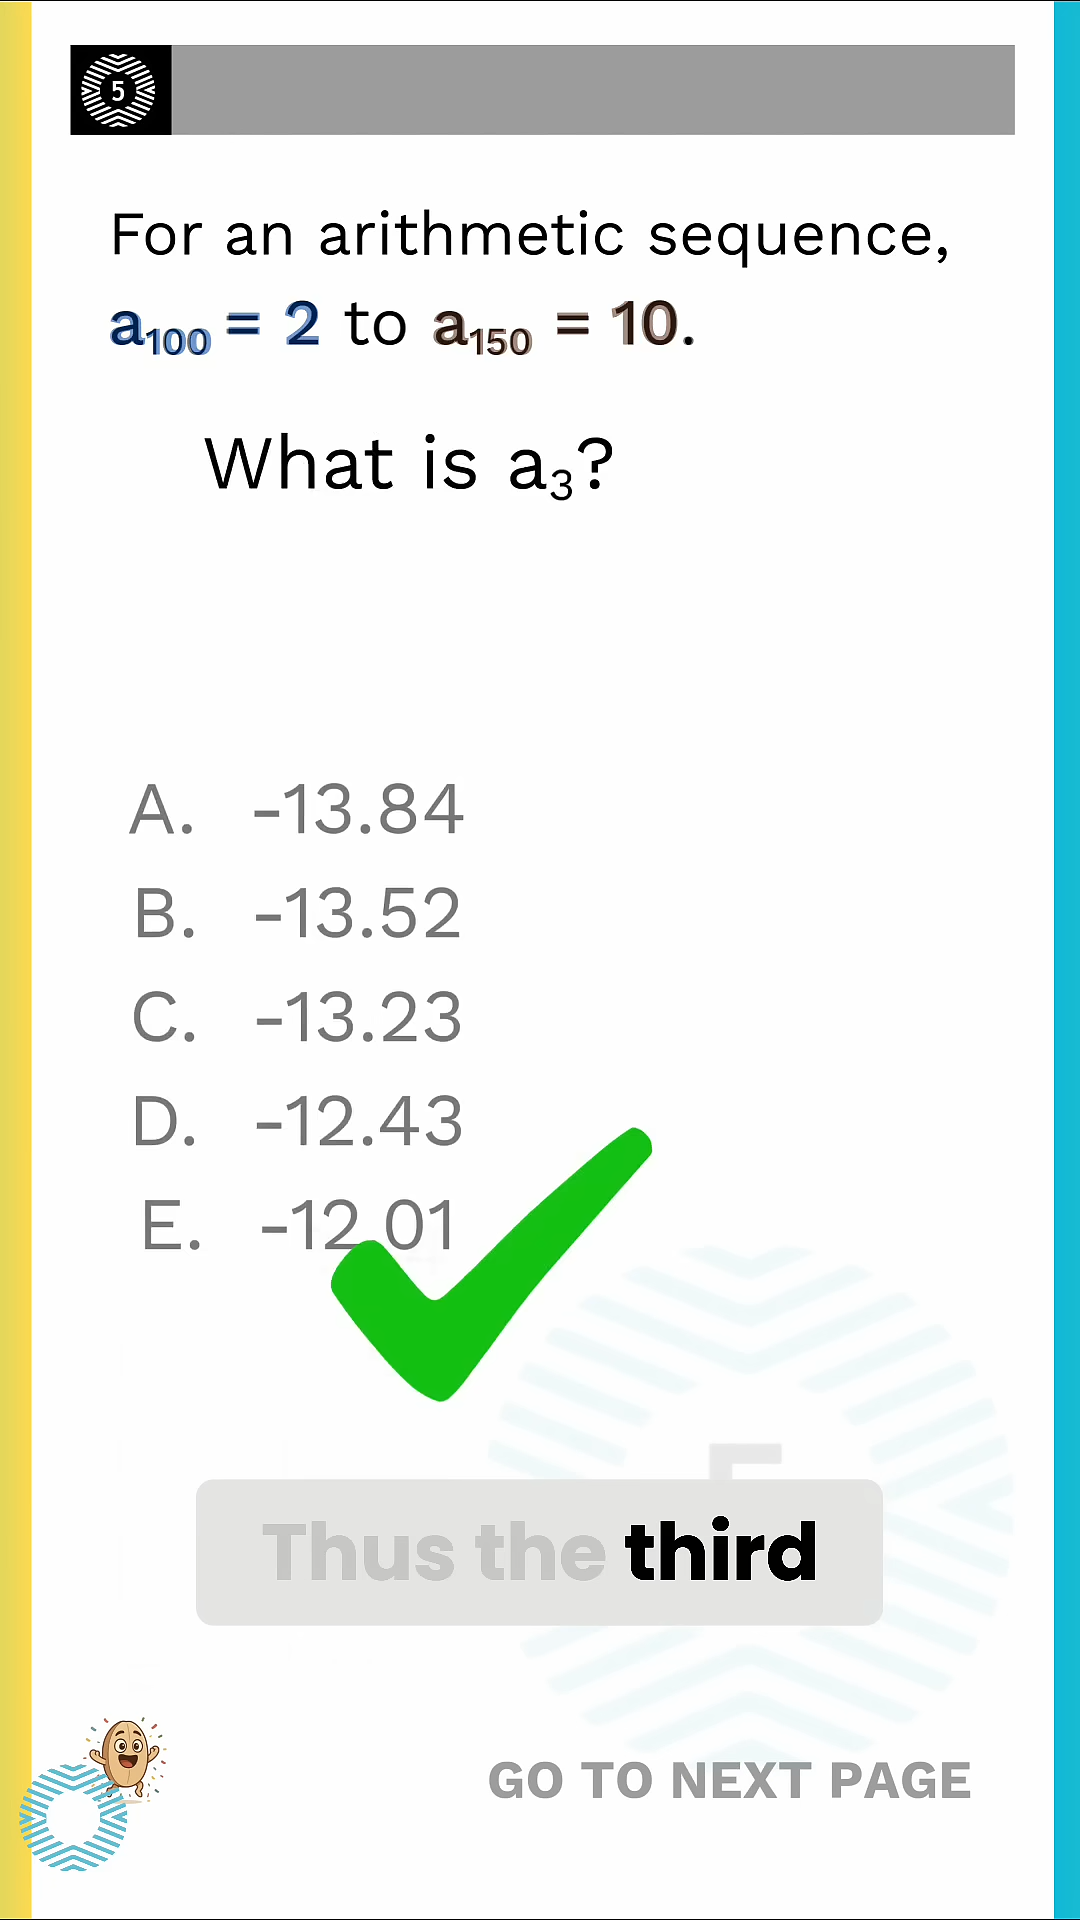 5
For an arithmetic sequence,
a₁₀₀ = 2 to a₁₅₀ = 10.
What is a₃?
A. -13.84
B. -13.52
C. -13.23
D. -12.43
E. -12.01
Thus the third
GO TO NEXT PAGE